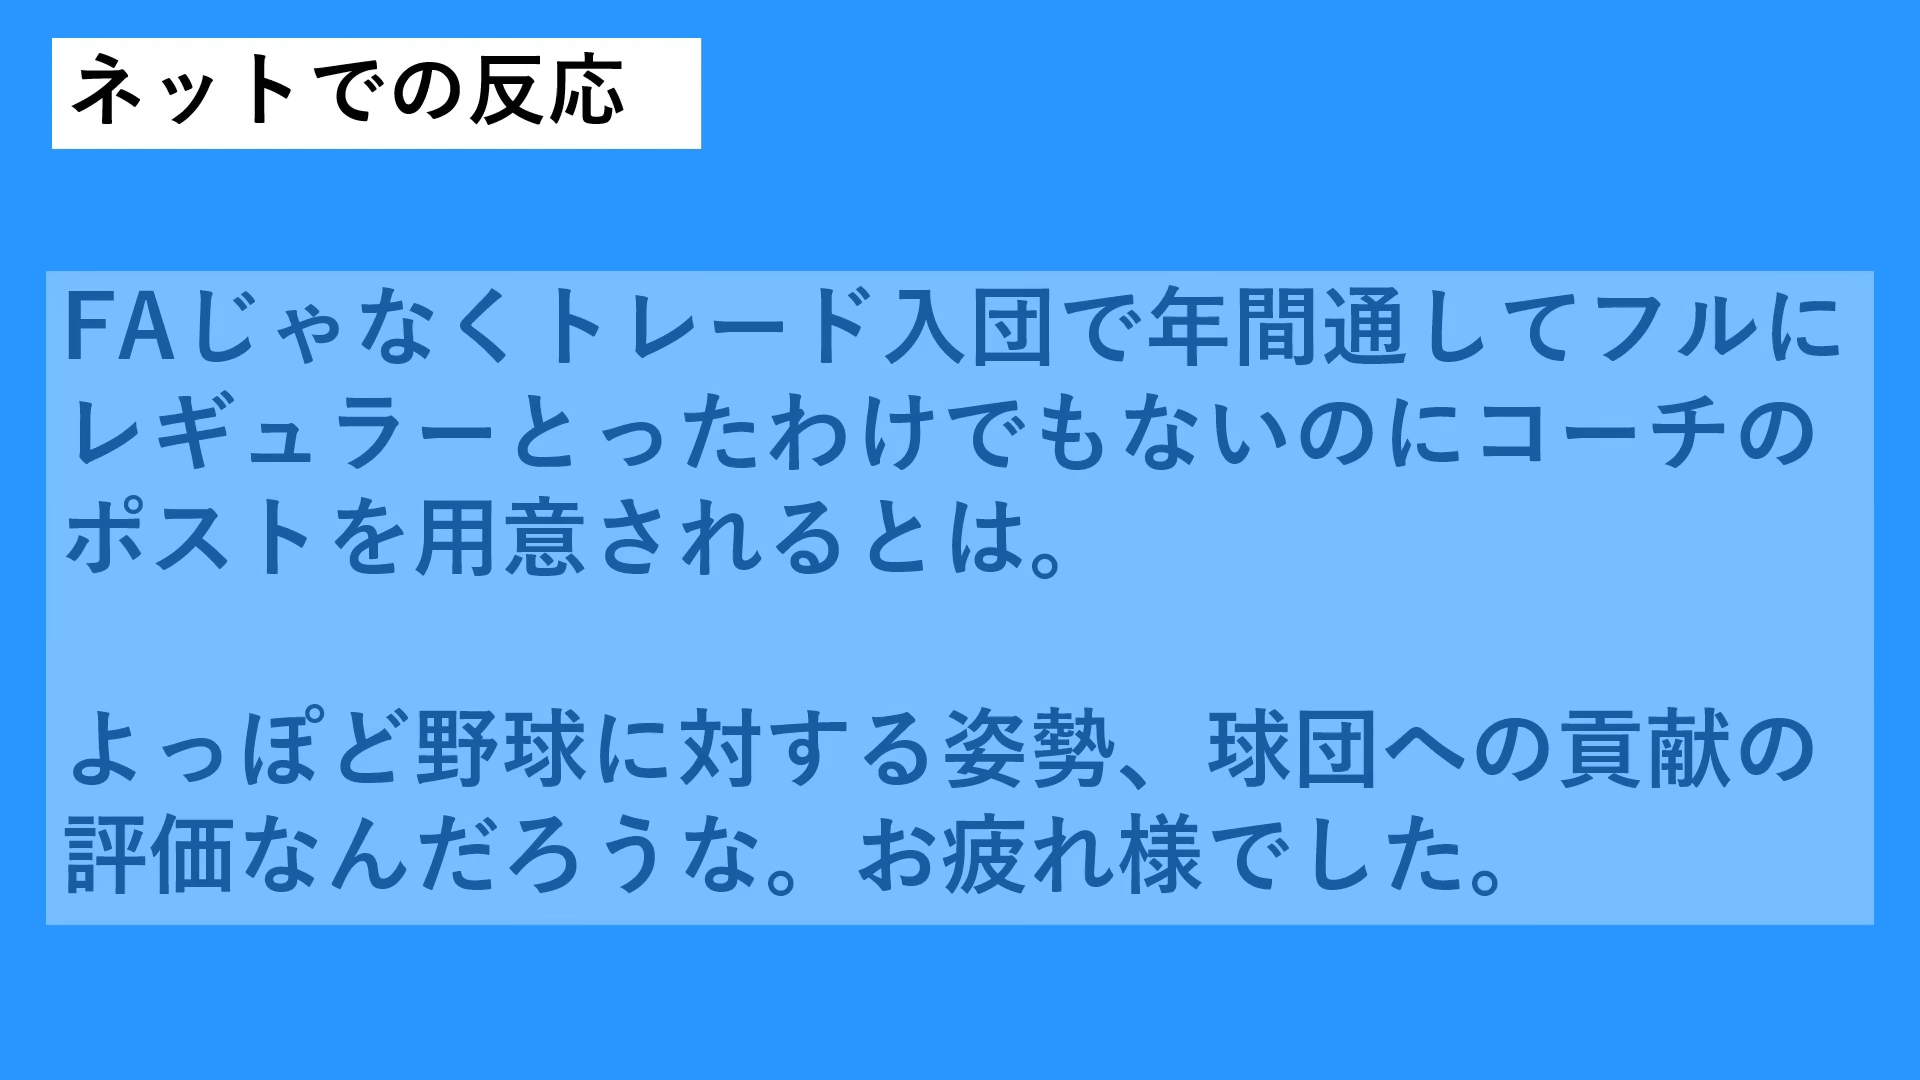 ネットでの反応
FAじゃなくトレード入団で年間通してフルに
レギュラーとったわけでもないのにコーチの
ポストを用意されるとは。
よっぽど野球に対する姿勢、球団への貢献の
評価なんだろうな。お疲れ様でした。